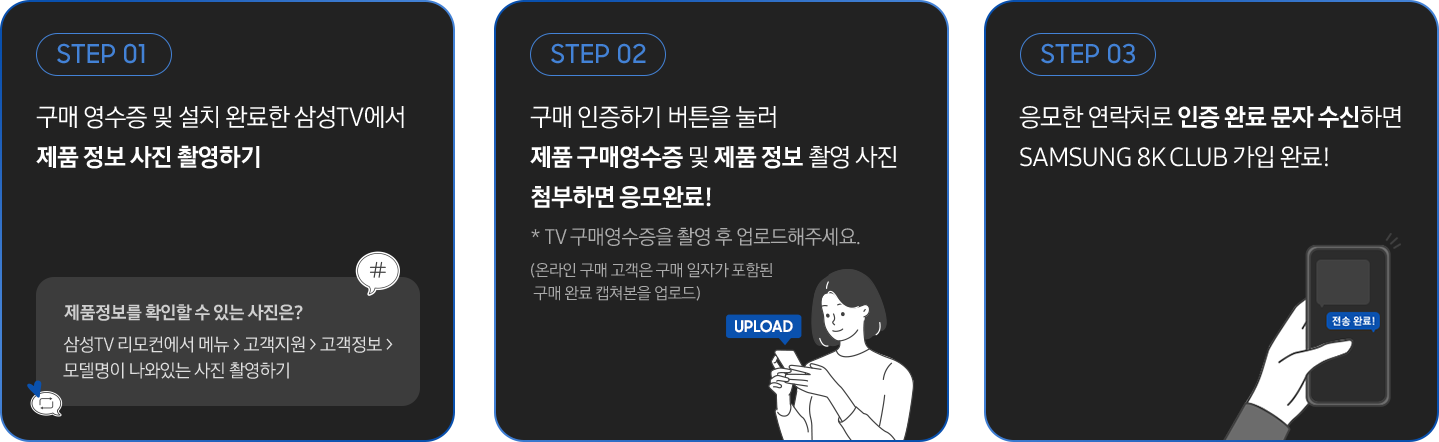 STEP 01
구매 영수증 및 설치 완료한 삼성TV에서
제품 정보 사진 촬영하기
#
제품정보를 확인할 수 있는 사진은?
삼성TV 리모컨에서 메뉴 > 고객지원 > 고객정보 >
모델명이 나와있는 사진 촬영하기
STEP 02
구매 인증하기 버튼을 눌러
제품 구매영수증 및 제품 정보 촬영 사진
첨부하면 응모완료!
* TV 구매영수증을 촬영 후 업로드해주세요.
(온라인 구매 고객은 구매 일자가 포함된
구매 완료 캡쳐본을 업로드)
UPLOAD
STEP 03
응모한 연락처로 인증 완료 문자 수신하면
SAMSUNG 8K CLUB 가입 완료!
전송 완료!